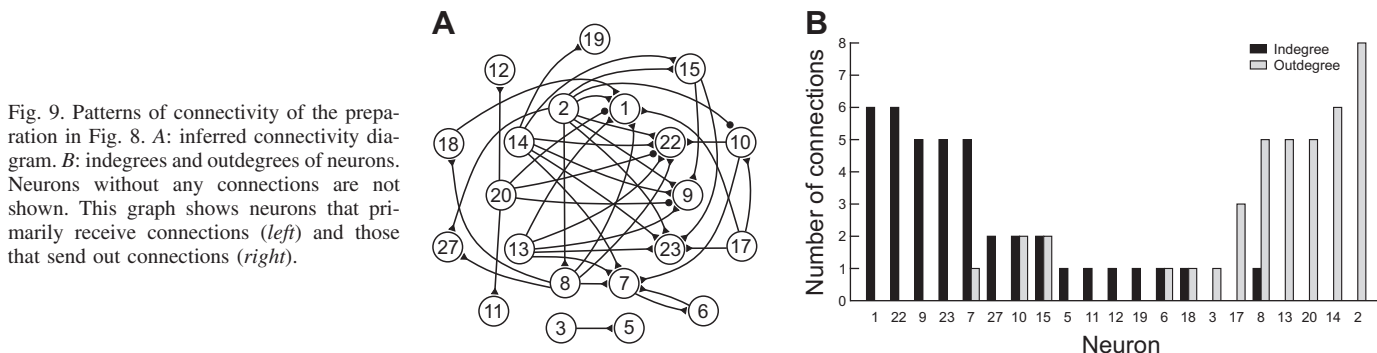 Fig. 9. Patterns of connectivity of the prepa-
ration in Fig. 8. A: inferred connectivity dia-
gram. B: indegrees and outdegrees of neurons.
Neurons without any connections are not
shown. This graph shows neurons that pri-
marily receive connections (left) and those
that send out connections (right).
A
19
12
15
2
1
18
14
22
10
20
9
27
13
23
17
8
7
11
6
3
5
B
Number of connections
8
7
6
5
4
3
2
1
0
Indegree
Outdegree
1 22 9 23 7 27 10 15 5 11 12 19 6 18 3 17 8 13 20 14 2
Neuron